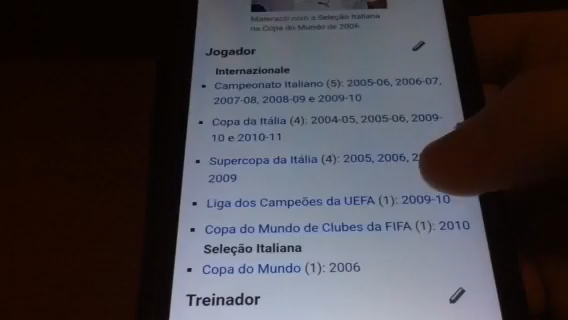 Materazzi com a Seleção Italiana
na Copa do Mundo de 2006.
Jogador
Internazionale
Campeonato Italiano (5): 2005-06, 2006-07,
2007-08, 2008-09 e 2009-10
Copa da Itália (4): 2004-05, 2005-06, 2009-
10 e 2010-11
Supercopa da Itália (4): 2005, 2006,
2009
Liga dos Campeões da UEFA (1): 2009-10
Copa do Mundo de Clubes da FIFA (1): 2010
Seleção Italiana
Copa do Mundo (1): 2006
Treinador